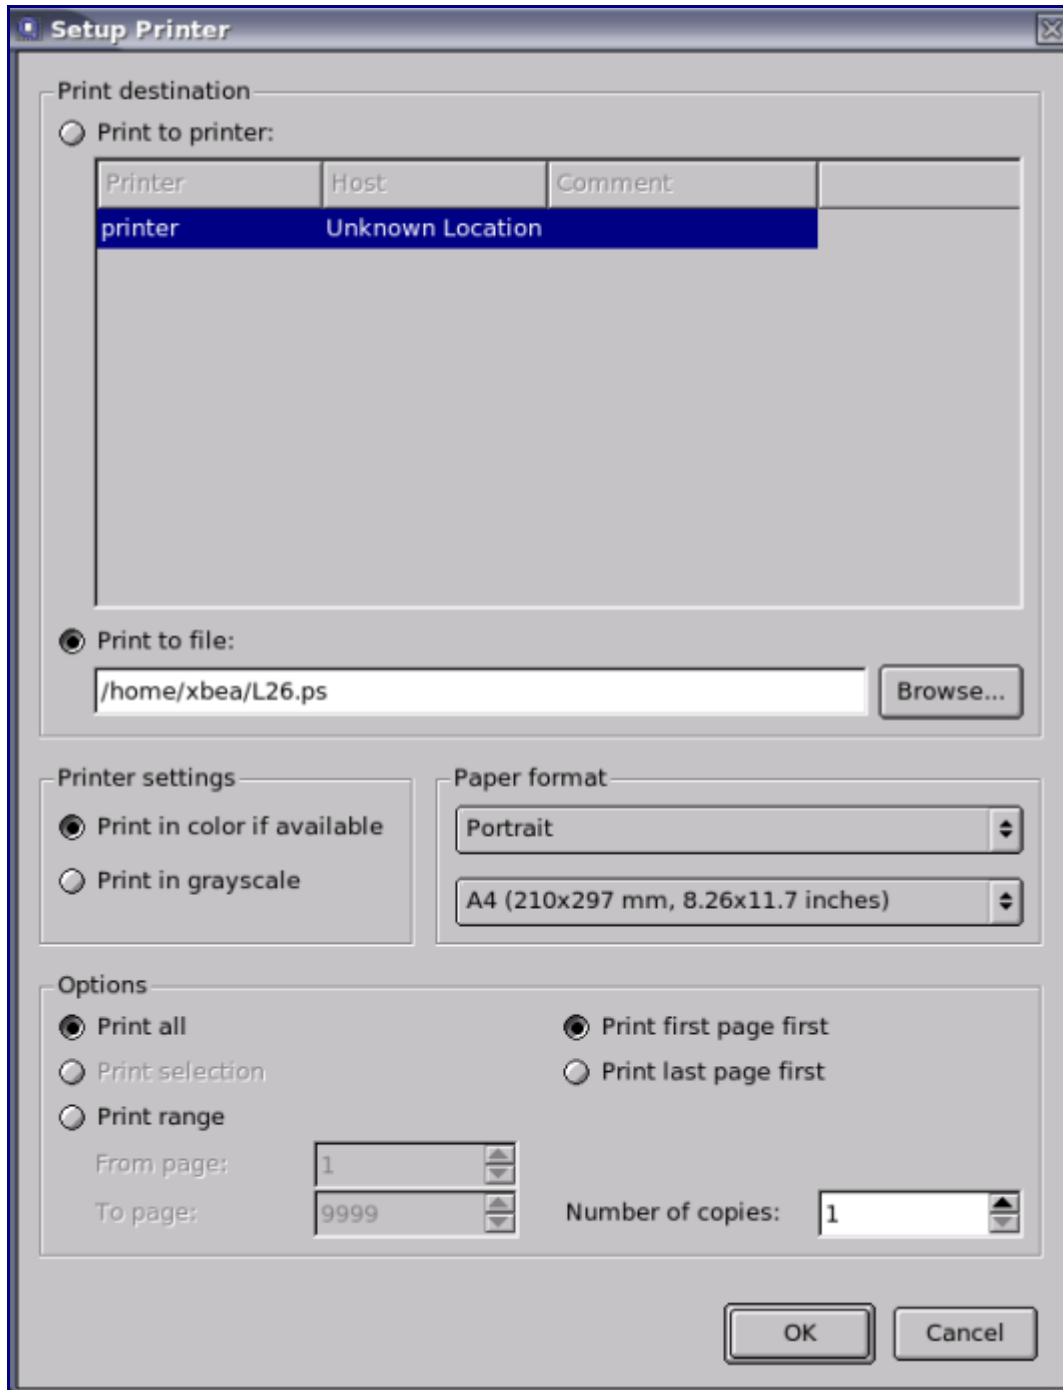 Setup Printer
Print destination
Print to printer:
Printer Host Comment
printer Unknown Location
Print to file:
/home/xbea/L26.ps Browse...
Printer settings Paper format
Print in color if available Portrait
Print in grayscale A4 (210x297 mm, 8.26x11.7 inches)
Options
Print all Print first page first
Print selection Print last page first
Print range
From page: 1
To page: 9999 Number of copies: 1
OK Cancel